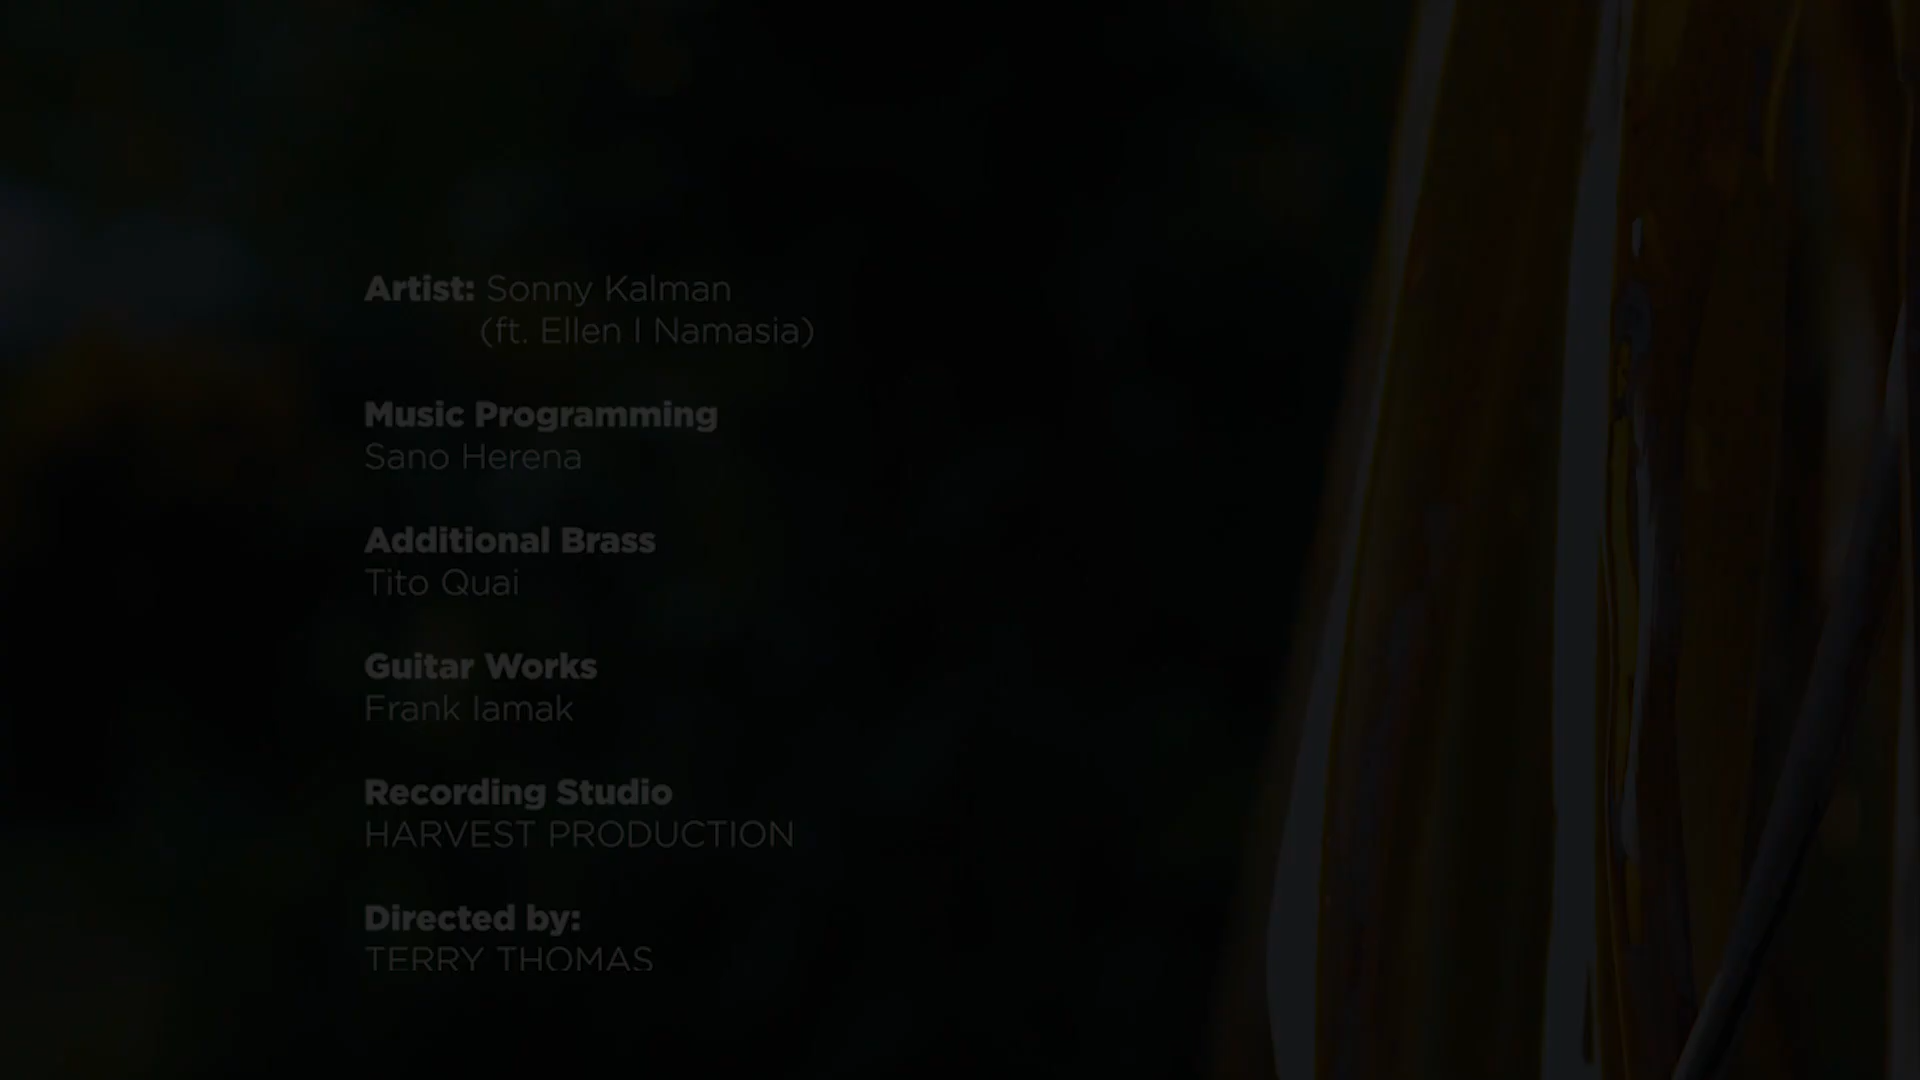 Artist: Sonny Kalman
(ft. Ellen I Namasia)
Music Programming
Sano Herena
Additional Brass
Tito Quai
Guitar Works
Frank Iamak
Recording Studio
HARVEST PRODUCTION
Directed by:
TERRY THOMAS